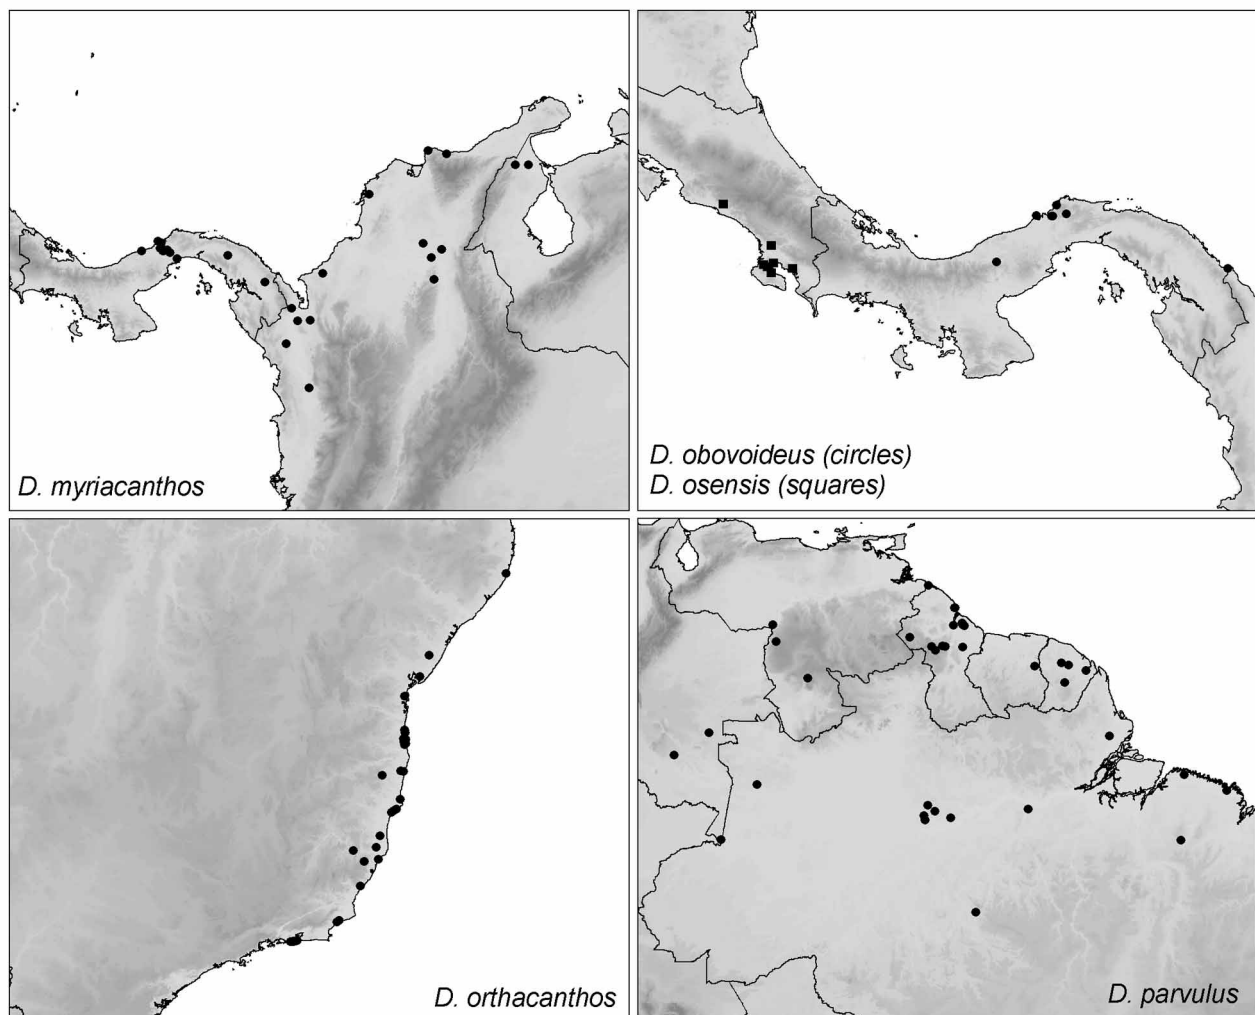 D. myriacanthos
D. obovoideus (circles)
D. osensis (squares)
D. orthacanthos
D. parvulus